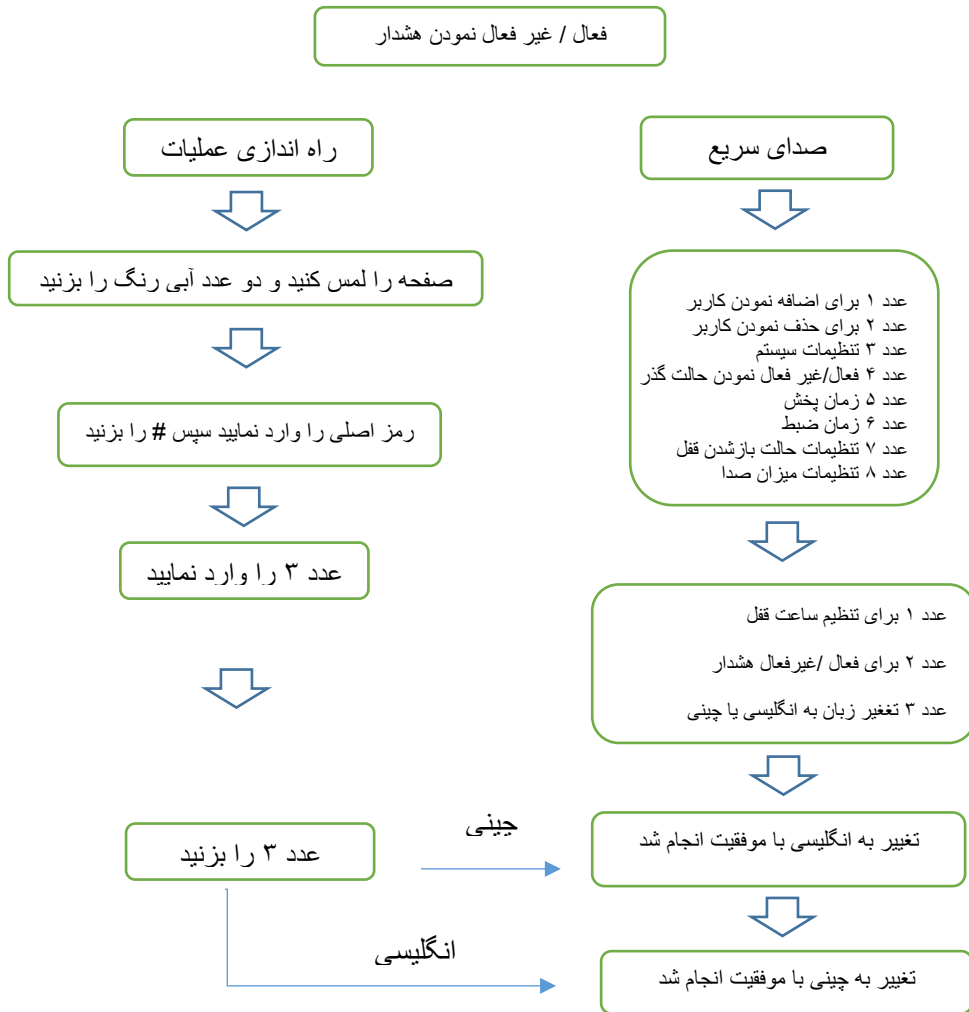 فعال / غیر فعال نمودن هشدار
صدای سریع
راه اندازی عملیات
صفحه را لمس کنید و دو عدد آبی رنگ را بزنید
عدد ۱ برای اضافه نمودن کاربر
عدد ۲ برای حذف نمودن کاربر
عدد ۳ تنظیمات سیستم
عدد ۴ فعال/غیر فعال نمودن حالت گذر
عدد ۵ زمان پخش
عدد ۶ زمان ضبط
عدد ۷ تنظیمات حالت بازشدن قفل
عدد ۸ تنظیمات میزان صدا
رمز اصلی را وارد نمایید سپس # را بزنید
عدد ۳ را وارد نمایید
عدد ۱ برای تنظیم ساعت قفل
عدد ۲ برای فعال /غیرفعال هشدار
عدد ۳ تغغیر زبان به انگلیسی یا چینی
عدد ۳ را بزنید
چینی
تغییر به انگلیسی با موفقیت انجام شد
انگلیسی
تغییر به چینی با موفقیت انجام شد